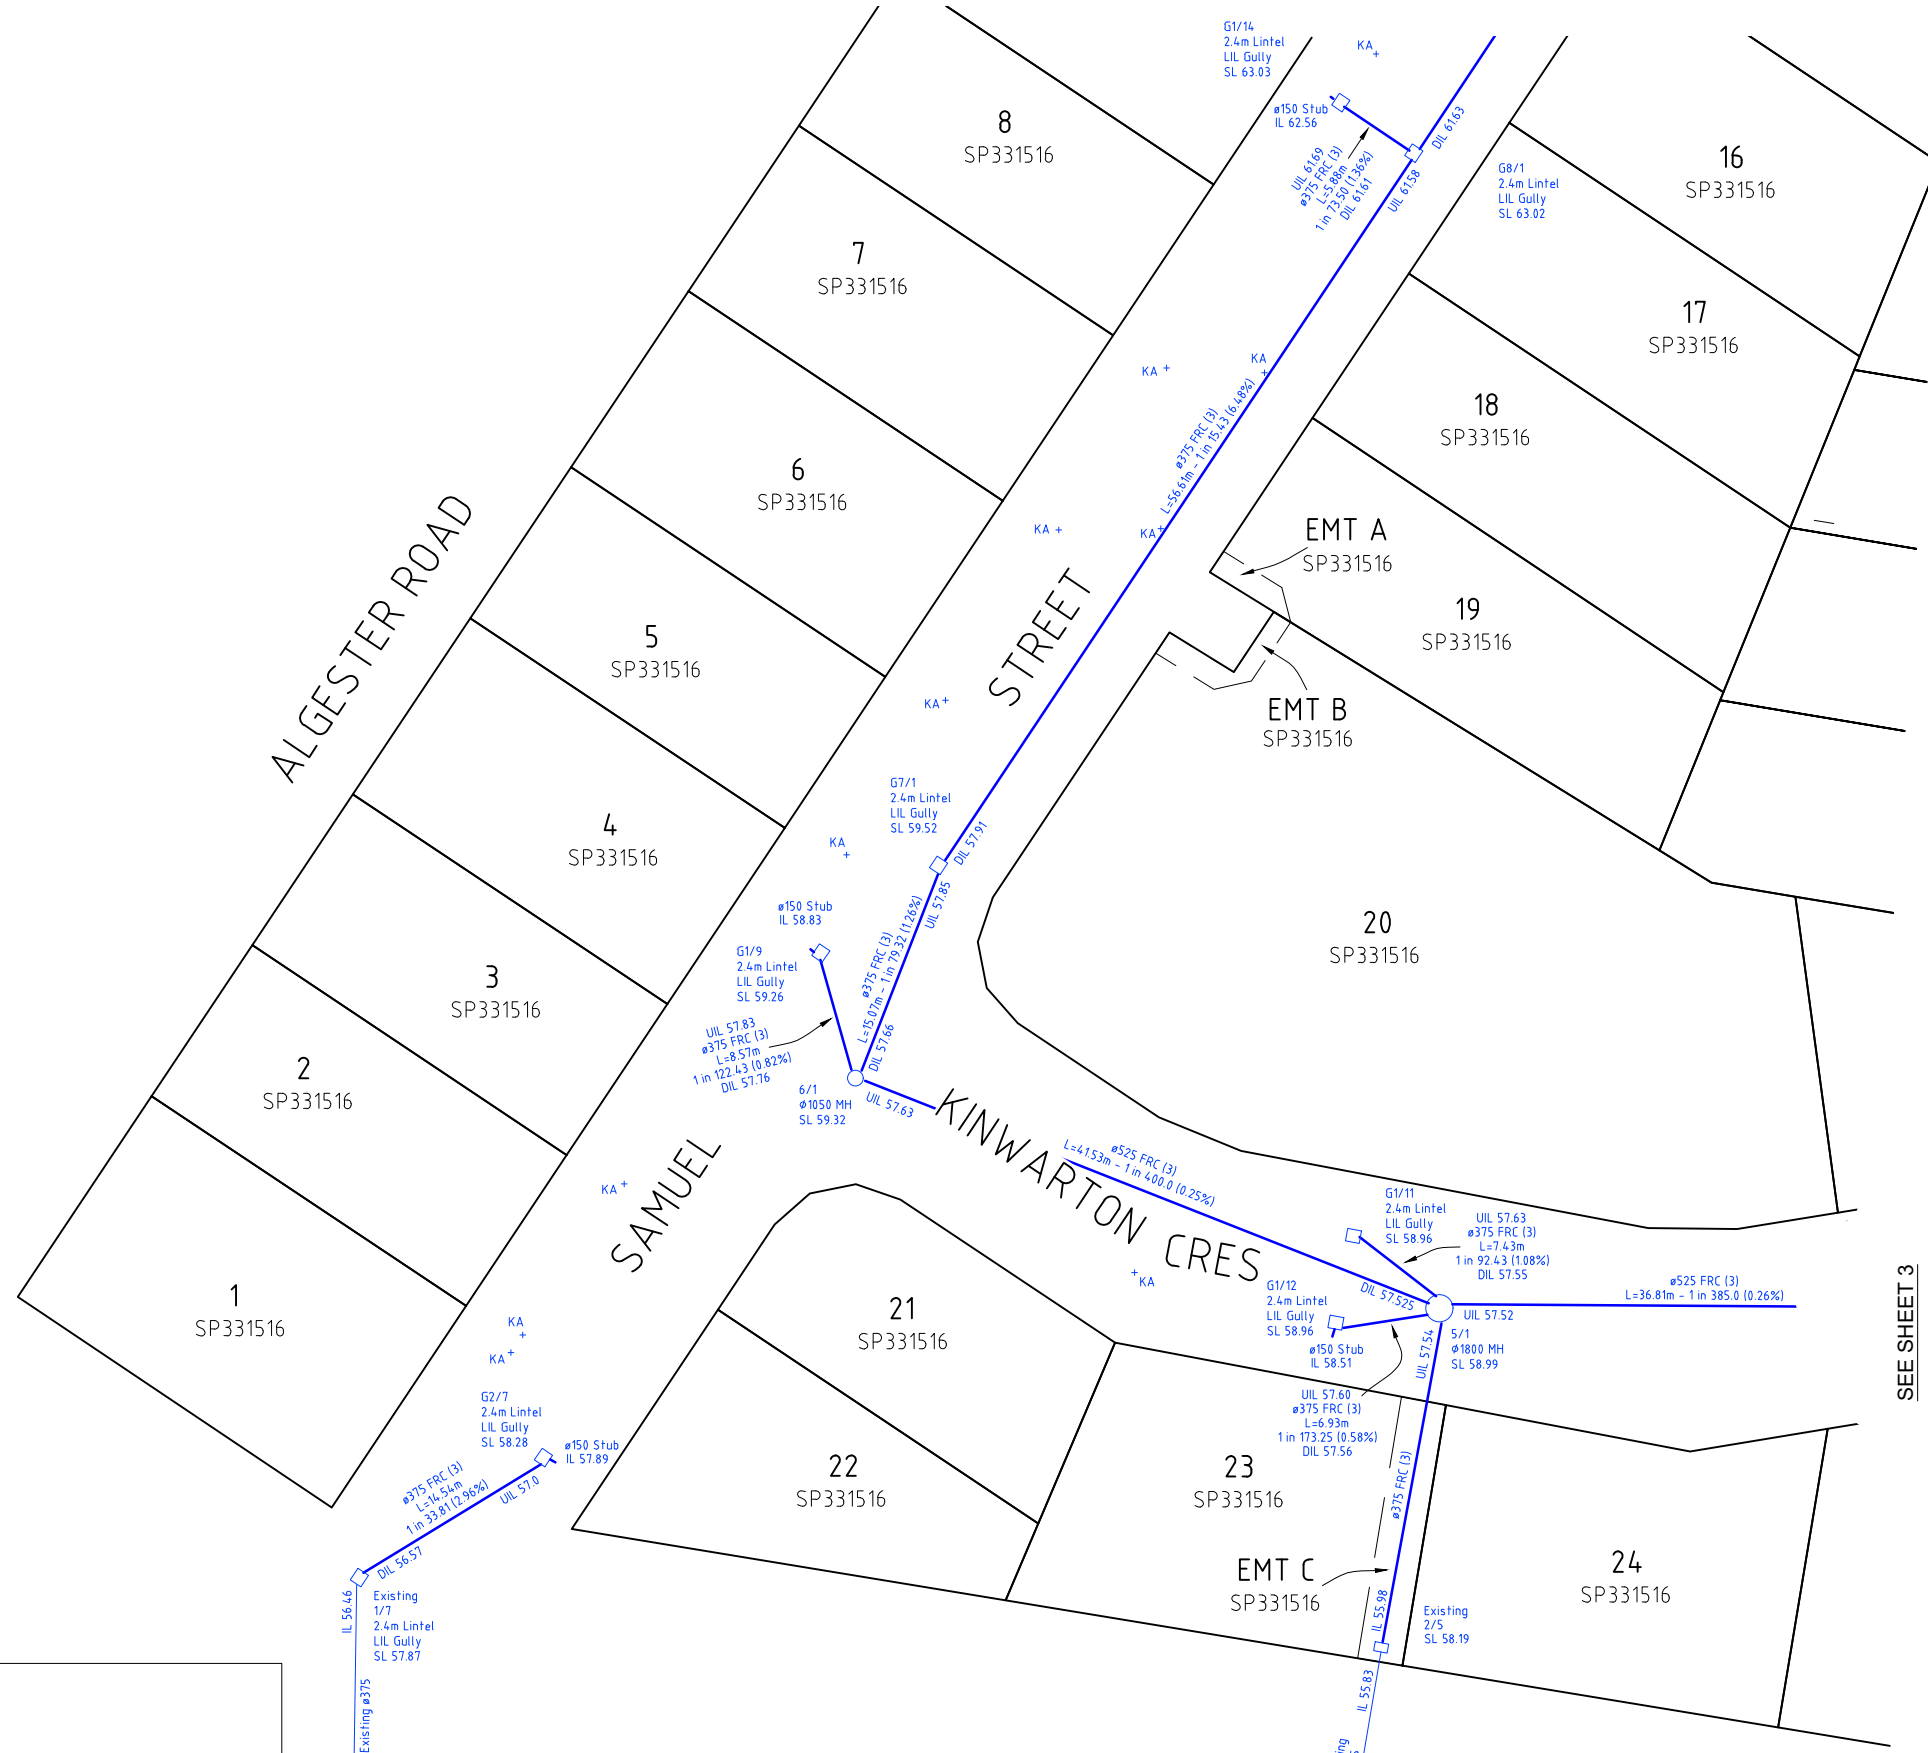 G1/14
2.4m Lintel
LIL Gully
SL 63.03
KA
ø150 Stub
IL 62.56
DIL 61.63
UIL 61.69
ø375 FRC (3)
L=5.88m
1 in 73.50 (1.36%)
DIL 61.61
UIL 61.58
G8/1
2.4m Lintel
LIL Gully
SL 63.02
8
SP331516
16
SP331516
7
SP331516
17
SP331516
KA
KA
ø375 FRC (3)
L=56.61m - 1 in 15.43 (6.48%)
18
SP331516
6
SP331516
KA
KA
EMT A
SP331516
ALGESTER ROAD
STREET
19
SP331516
5
SP331516
KA
EMT B
SP331516
G7/1
2.4m Lintel
LIL Gully
SL 59.52
DIL 57.91
UIL 57.85
4
SP331516
KA
ø150 Stub
IL 58.83
20
SP331516
G1/9
2.4m Lintel
LIL Gully
SL 59.26
ø375 FRC (3)
L=15.07m - 1 in 79.32 (1.26%)
DIL 57.66
3
SP331516
UIL 57.83
ø375 FRC (3)
L=8.57m
1 in 122.43 (0.82%)
DIL 57.76
2
SP331516
6/1
ø1050 MH
SL 59.32
UIL 57.63
KINWARTON CRES
SAMUEL
KA
ø525 FRC (3)
L=41.53m - 1 in 400.0 (0.25%)
G1/11
2.4m Lintel
LIL Gully
SL 58.96
UIL 57.63
ø375 FRC (3)
L=7.43m
1 in 92.43 (1.08%)
DIL 57.55
KA
G1/12
2.4m Lintel
LIL Gully
SL 58.96
DIL 57.525
ø525 FRC (3)
L=36.81m - 1 in 385.0 (0.26%)
UIL 57.52
SEE SHEET 3
5/1
ø1800 MH
SL 58.99
UIL 57.54
ø150 Stub
IL 58.51
1
SP331516
21
SP331516
KA
KA
UIL 57.60
ø375 FRC (3)
L=6.93m
1 in 173.25 (0.58%)
DIL 57.56
G2/7
2.4m Lintel
LIL Gully
SL 58.28
ø150 Stub
IL 57.89
ø375 FRC (3)
L=14.54m
1 in 33.81 (2.96%)
UIL 57.0
DIL 56.57
22
SP331516
23
SP331516
ø375 FRC (3)
24
SP331516
EMT C
SP331516
IL 56.46
Existing
1/7
2.4m Lintel
LIL Gully
SL 57.87
IL 55.98
Existing
2/5
SL 58.19
Existing ø375
IL 55.83